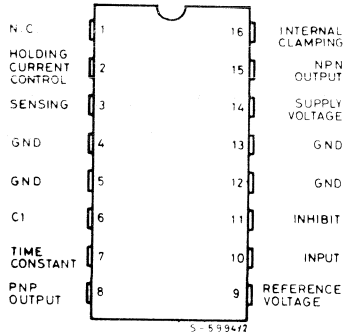 N.C. 1 16 INTERNAL
CLAMPING
HOLDING
CURRENT
CONTROL 2 15 NPN
OUTPUT
SENSING 3 14 SUPPLY
VOLTAGE
GND 4 13 GND
GND 5 12 GND
C1 6 11 INHIBIT
TIME
CONSTANT 7 10 INPUT
PNP
OUTPUT 8 9 REFERENCE
VOLTAGE
S-5994/2